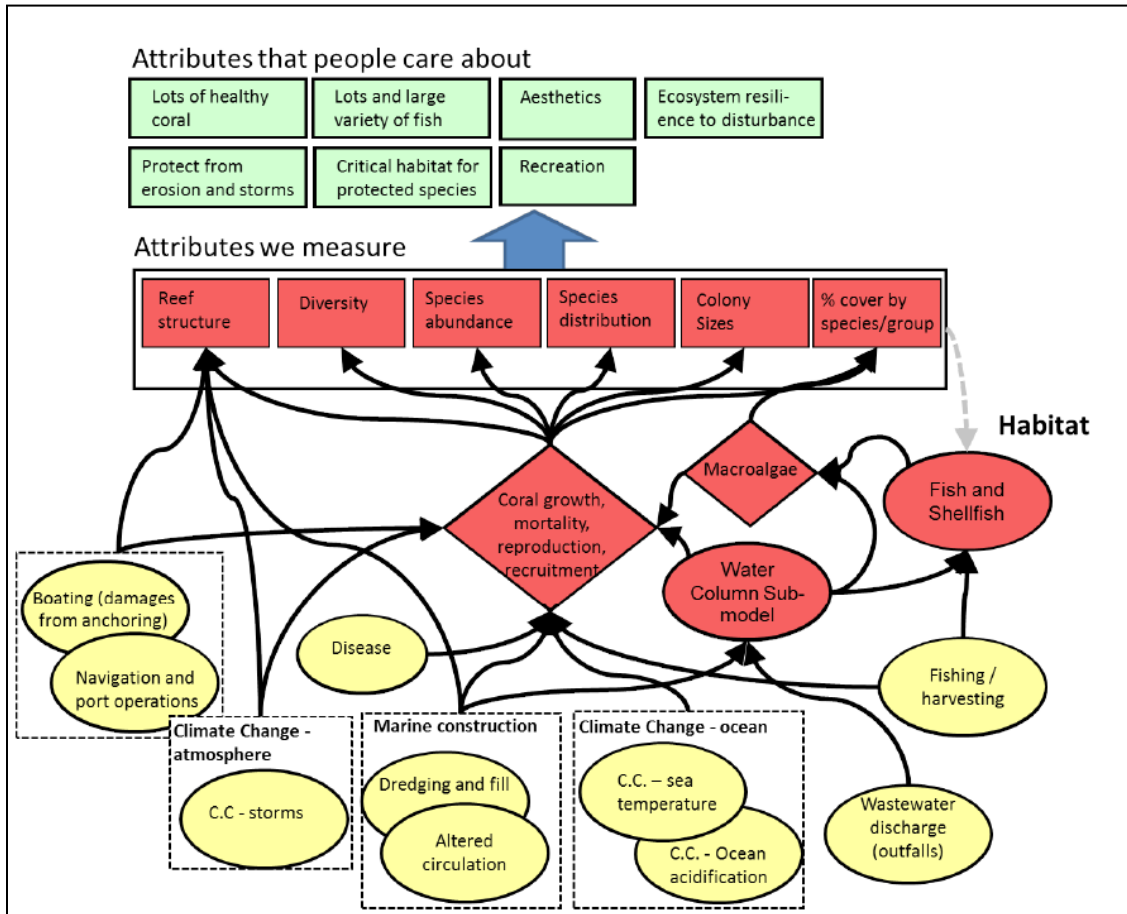 Attributes that people care about
Lots of healthy
coral
Lots and large
variety of fish
Aesthetics
Ecosystem resili-
ence to disturbance
Protect from
erosion and storms
Critical habitat for
protected species
Recreation
Attributes we measure
Reef
structure
Diversity
Species
abundance
Species
distribution
Colony
Sizes
% cover by
species/group
Habitat
Macroalgae
Fish and
Shellfish
Coral growth,
mortality,
reproduction,
recruitment
Water
Column Sub-
model
Boating (damages
from anchoring)
Navigation and
port operations
Disease
Fishing /
harvesting
Climate Change -
atmosphere
C.C - storms
Marine construction
Dredging and fill
Altered
circulation
Climate Change - ocean
C.C. – sea
temperature
C.C. - Ocean
acidification
Wastewater
discharge
(outfalls)